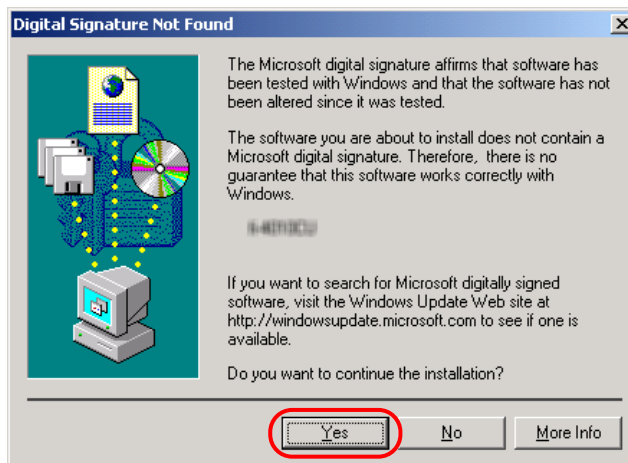 Digital Signature Not Found
The Microsoft digital signature affirms that software has
been tested with Windows and that the software has not
been altered since it was tested.
The software you are about to install does not contain a
Microsoft digital signature. Therefore, there is no
guarantee that this software works correctly with
Windows.
If you want to search for Microsoft digitally signed
software, visit the Windows Update Web site at
http://windowsupdate.microsoft.com to see if one is
available.
Do you want to continue the installation?
Yes No More Info